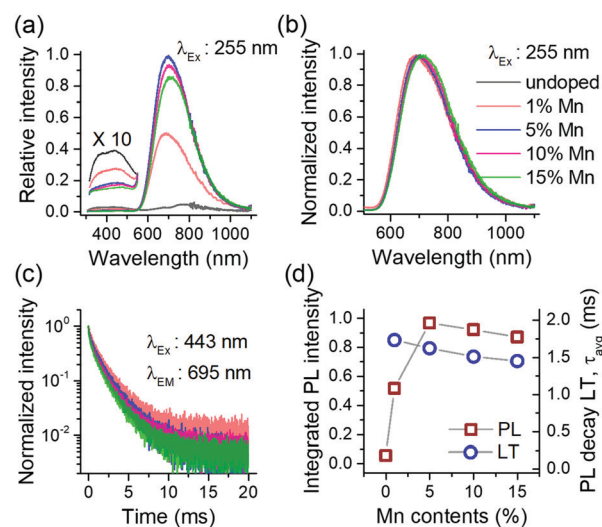 (a)
λEx : 255 nm
X 10
Relative intensity
1.0
0.8
0.6
0.4
0.2
0.0
400 600 800 1000
Wavelength (nm)
(b)
λEx : 255 nm
undoped
1% Mn
5% Mn
10% Mn
15% Mn
Normalized intensity
1.0
0.8
0.6
0.4
0.2
0.0
600 800 1000
Wavelength (nm)
(c)
λEx : 443 nm
λEM : 695 nm
Normalized intensity
10⁰
10⁻¹
10⁻²
0 5 10 15 20
Time (ms)
(d)
Integrated PL intensity
1.0
0.8
0.6
0.4
0.2
0.0
PL
LT
0 5 10 15
Mn contents (%)
2.0
1.5
1.0
0.5
0.0
PL decay LT, τavg (ms)